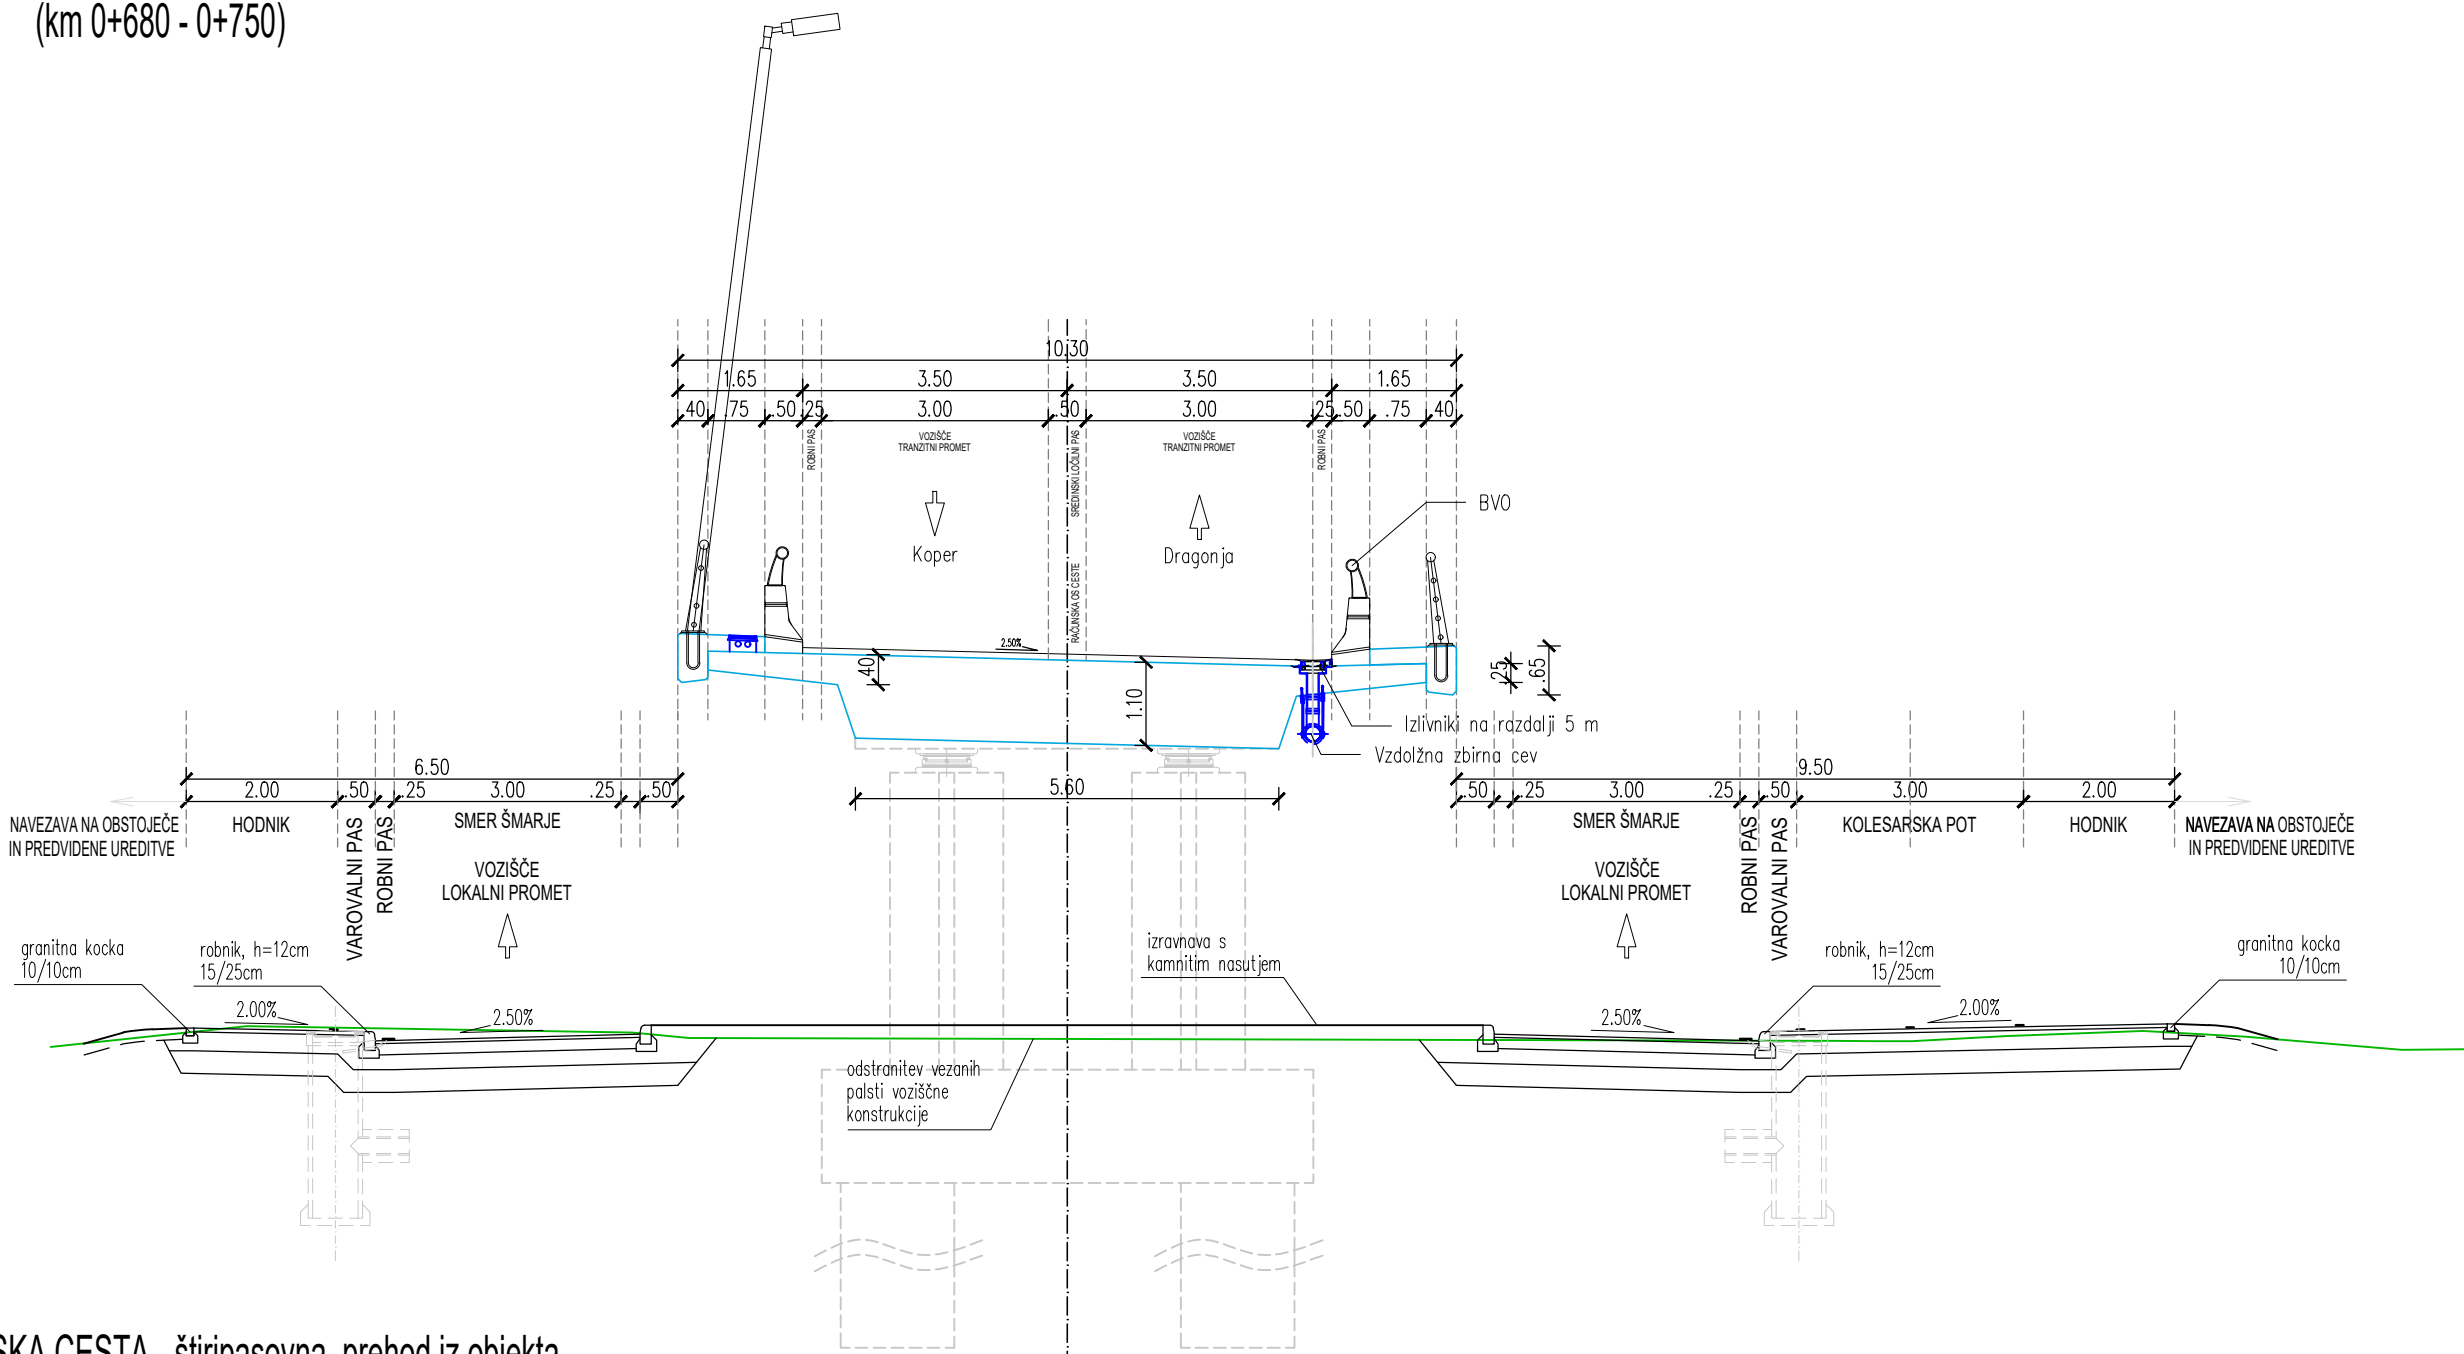 (km 0+680 - 0+750)
10.30
1.65 3.50 3.50 1.65
40 .75 .50 .25 3.00 .50 3.00 .25 .50 .75 40
ROBNI PAS
VOZIŠČE
TRANZITNI PROMET
SREDINSKI LOČILNI PAS
VOZIŠČE
TRANZITNI PROMET
ROBNI PAS
BVO
Koper
Dragonja
RAČUNSKA OS CESTE
2.50%
40
1.10
.25
.65
Izlivniki na razdalji 5 m
Vzdolžna zbirna cev
6.50
9.50
2.00 .50 .25 3.00 .25 .50
5.60
.50 .25 3.00 .25 .50 3.00 2.00
NAVEZAVA NA OBSTOJEČE
IN PREDVIDENE UREDITVE
HODNIK
VAROVALNI PAS
ROBNI PAS
SMER ŠMARJE
VOZIŠČE
LOKALNI PROMET
SMER ŠMARJE
VOZIŠČE
LOKALNI PROMET
ROBNI PAS
VAROVALNI PAS
KOLESARSKA POT
HODNIK
NAVEZAVA NA OBSTOJEČE
IN PREDVIDENE UREDITVE
granitna kocka
10/10cm
robnik, h=12cm
15/25cm
izravnava s
kamnitim nasutjem
robnik, h=12cm
15/25cm
granitna kocka
10/10cm
2.00%
2.50%
2.50%
2.00%
odstranitev vezanih
palsti voziščne
konstrukcije
SKA CESTA - štiripasovna, prehod iz objekta